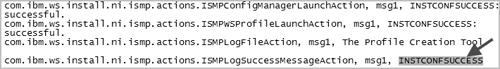 com.ibm.ws.install.ni.ismp.actions.ISMPConfigManagerLaunchAction, msg1, INSTCONFSUCCESS:
successful.
com.ibm.ws.install.ni.ismp.actions.ISMPWSProfileLaunchAction, msg1, INSTCONFSUCCESS:
successful.
com.ibm.ws.install.ni.ismp.actions.ISMPLogFileAction, msg1, The Profile Creation Tool
com.ibm.ws.install.ni.ismp.actions.ISMPLogSuccessMessageAction, msg1, INSTCONFSUCCESS